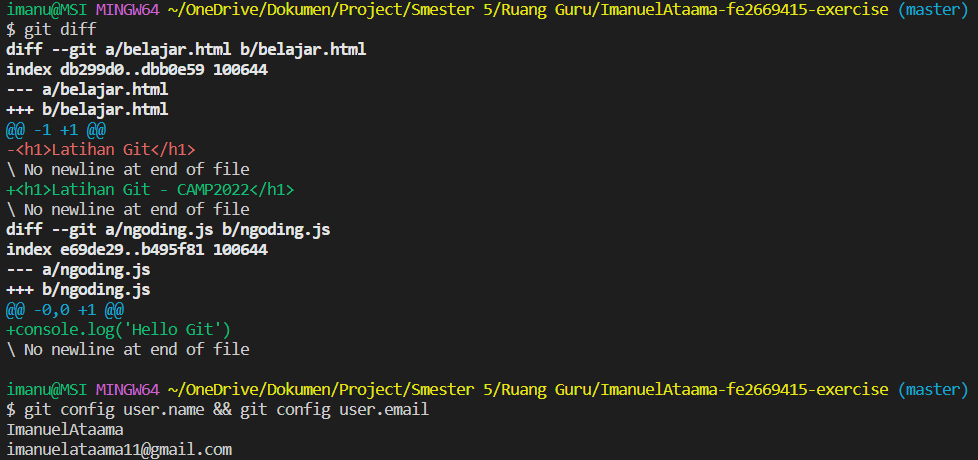 imanu@MSI MINGW64 ~/OneDrive/Dokumen/Project/Smester 5/Ruang Guru/ImanuelAtaama-fe2669415-exercise (master)
$ git diff
diff --git a/belajar.html b/belajar.html
index db299d0..dbb0e59 100644
--- a/belajar.html
+++ b/belajar.html
@@ -1 +1 @@
-<h1>Latihan Git</h1>
\ No newline at end of file
+<h1>Latihan Git - CAMP2022</h1>
\ No newline at end of file
diff --git a/ngoding.js b/ngoding.js
index e69de29..b495f81 100644
--- a/ngoding.js
+++ b/ngoding.js
@@ -0,0 +1 @@
+console.log('Hello Git')
\ No newline at end of file
imanu@MSI MINGW64 ~/OneDrive/Dokumen/Project/Smester 5/Ruang Guru/ImanuelAtaama-fe2669415-exercise (master)
$ git config user.name && git config user.email
ImanuelAtaama
imanuelataama11@gmail.com